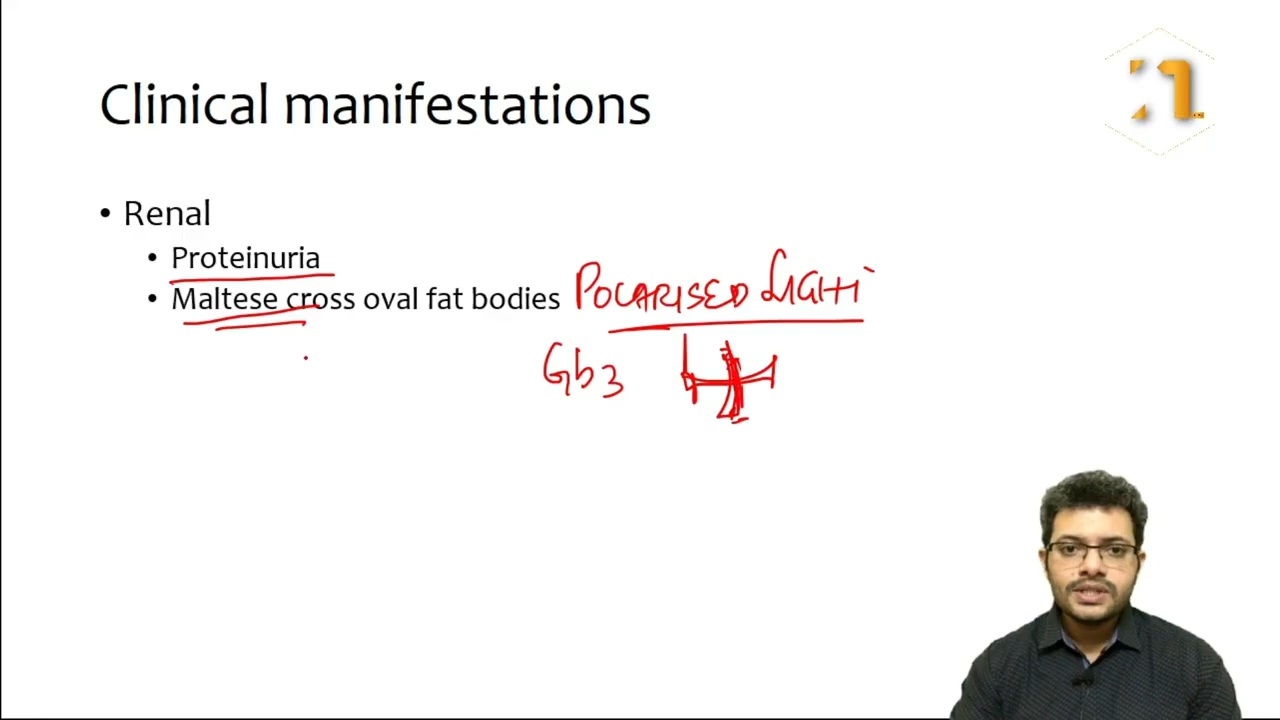 Clinical manifestations
• Renal
• Proteinuria
• Maltese cross oval fat bodies POLARISED LIGHT
Gb3